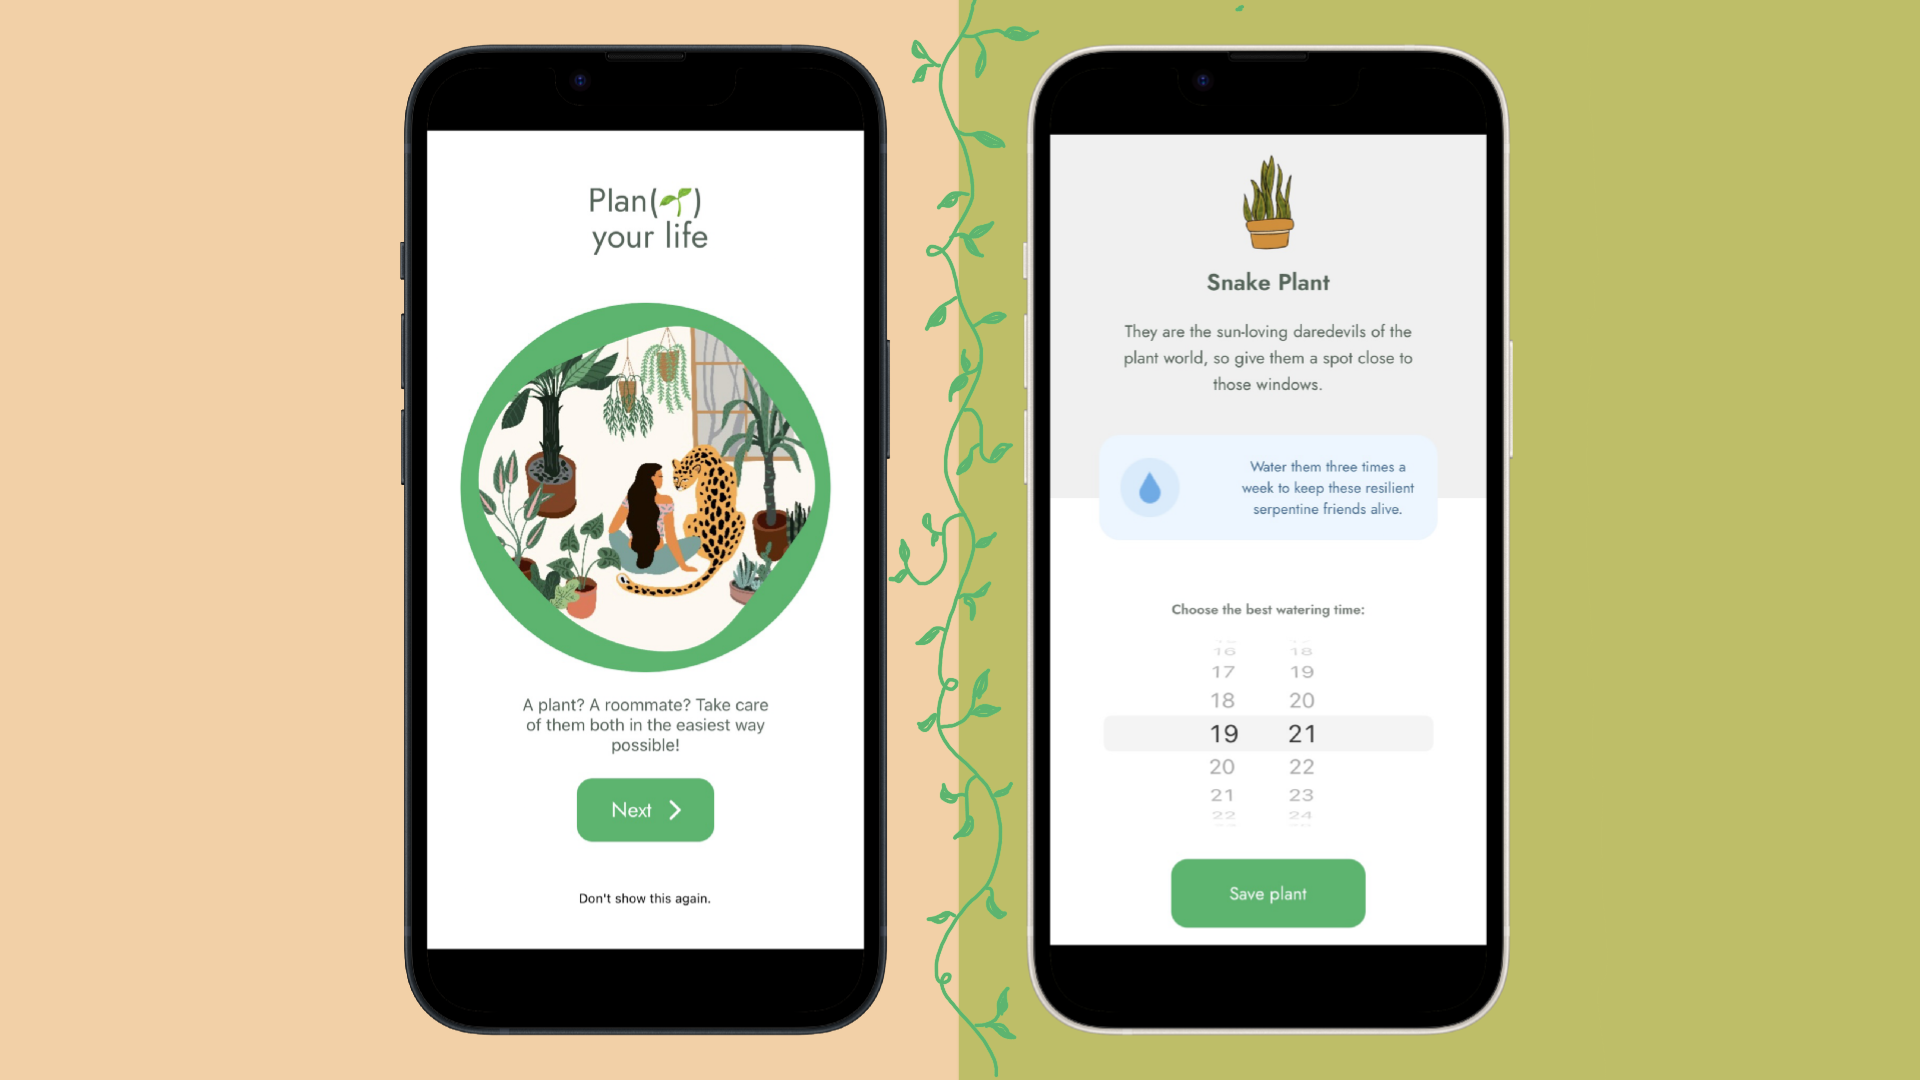 Plan(🌱)
your life
A plant? A roommate? Take care
of them both in the easiest way
possible!
Next
Don't show this again.
Snake Plant
They are the sun-loving daredevils of the
plant world, so give them a spot close to
those windows.
Water them three times a
week to keep these resilient
serpentine friends alive.
Choose the best watering time:
16 18
17 19
18 20
19 21
20 22
21 23
22 24
Save plant